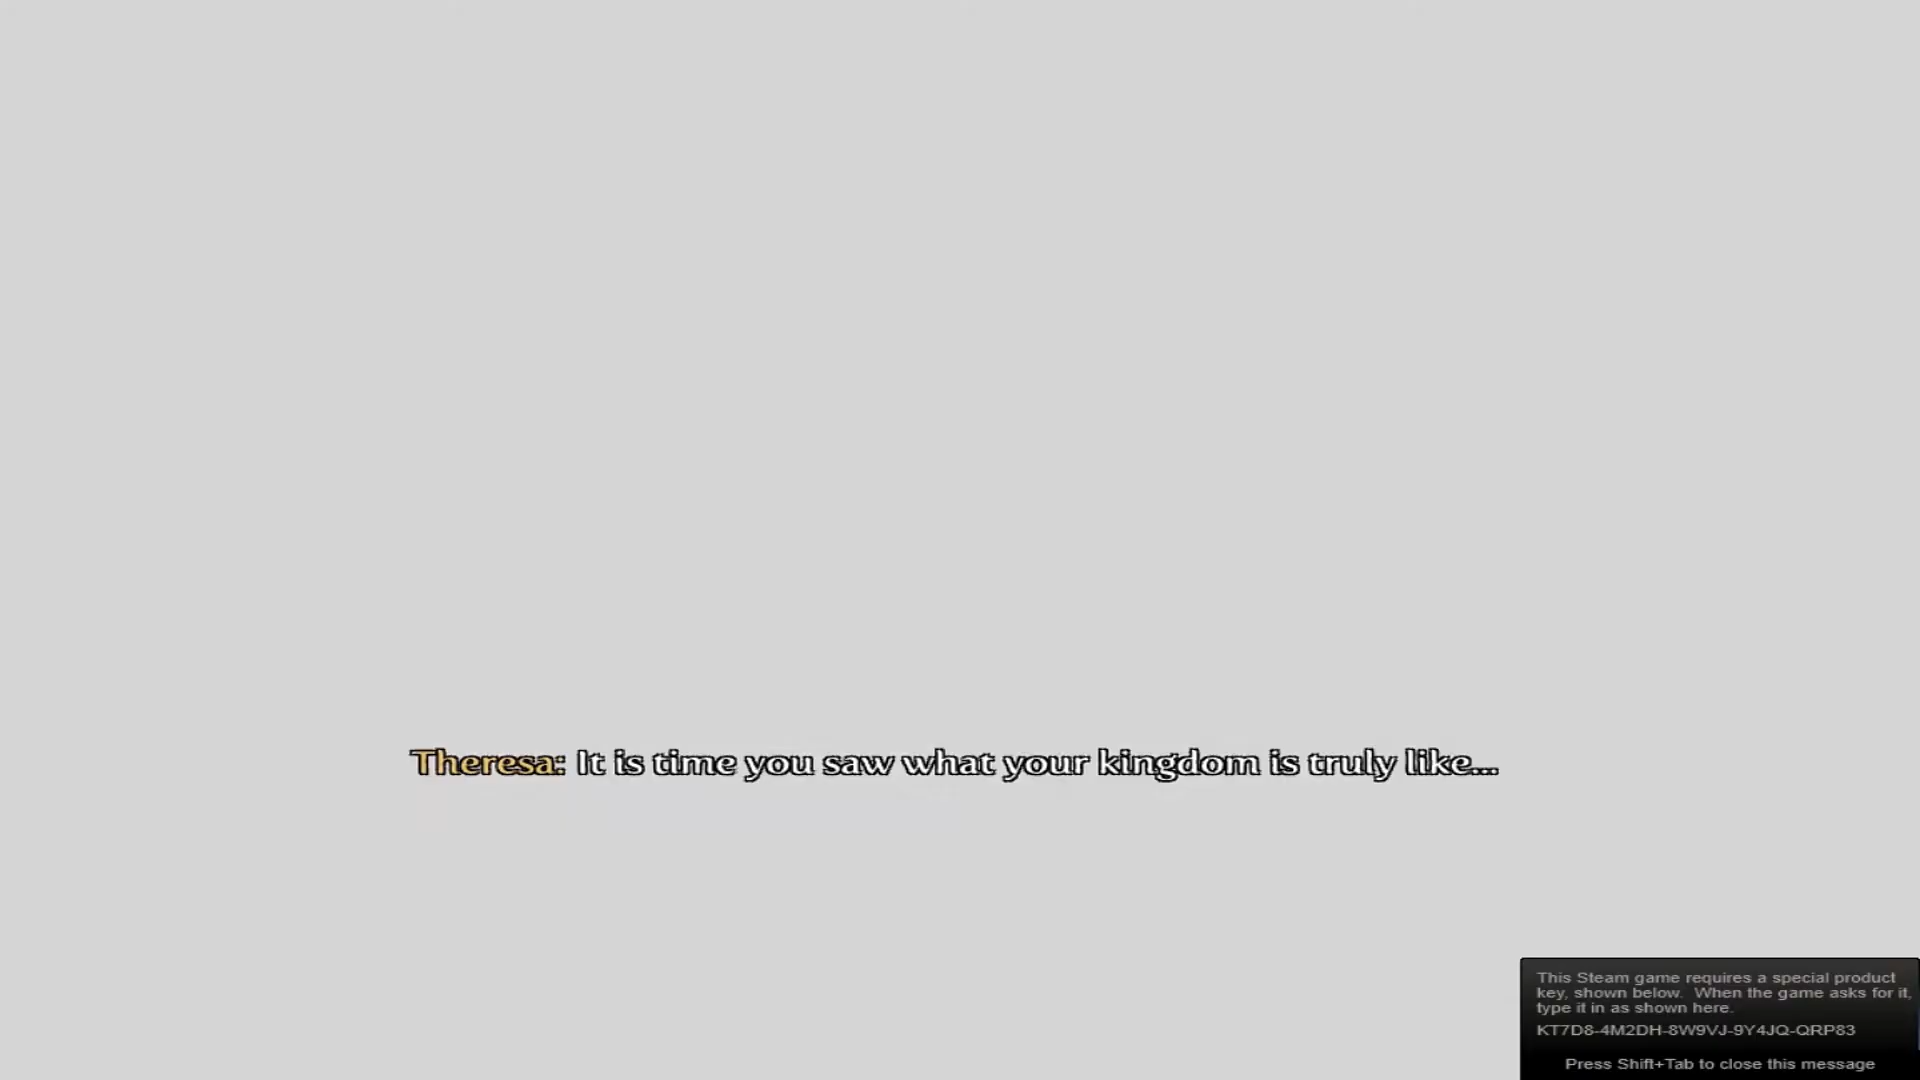 Theresa: It is time you saw what your kingdom is truly like...
This Steam game requires a special product
key, shown below. When the game asks for it,
type it in as shown here.
KT7D8-4M2DH-8W9VJ-9Y4JQ-QRP83
Press Shift+Tab to close this message